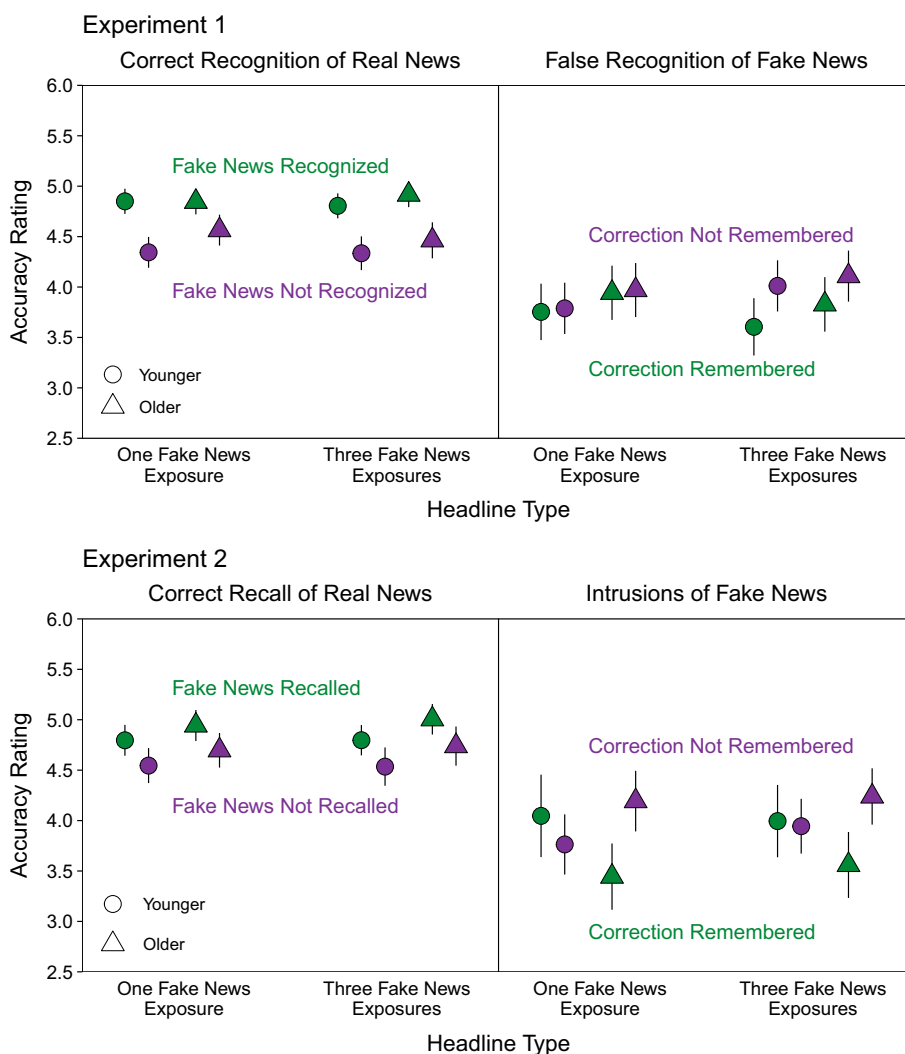 Experiment 1
Correct Recognition of Real News
False Recognition of Fake News
Accuracy Rating
6.0
5.5
5.0
4.5
4.0
3.5
3.0
2.5
Fake News Recognized
Fake News Not Recognized
Younger
Older
Correction Not Remembered
Correction Remembered
One Fake News
Exposure
Three Fake News
Exposures
One Fake News
Exposure
Three Fake News
Exposures
Headline Type
Experiment 2
Correct Recall of Real News
Intrusions of Fake News
Accuracy Rating
6.0
5.5
5.0
4.5
4.0
3.5
3.0
2.5
Fake News Recalled
Fake News Not Recalled
Younger
Older
Correction Not Remembered
Correction Remembered
One Fake News
Exposure
Three Fake News
Exposures
One Fake News
Exposure
Three Fake News
Exposures
Headline Type